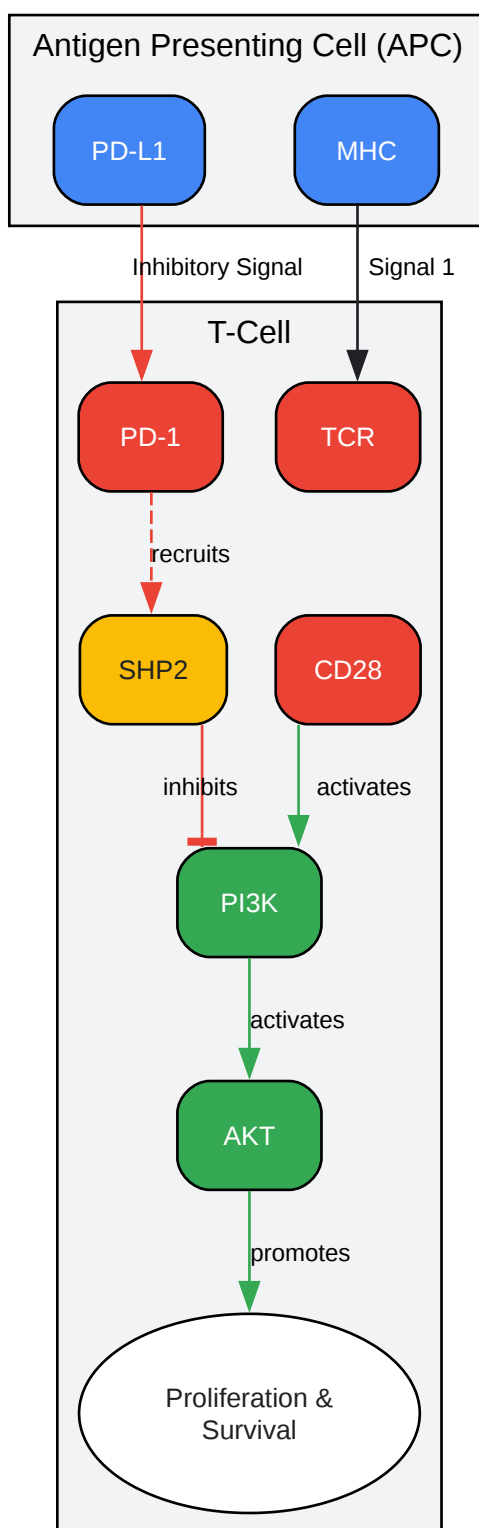 Antigen Presenting Cell (APC)
PD-L1
MHC
Inhibitory Signal
Signal 1
T-Cell
PD-1
TCR
recruits
SHP2
CD28
inhibits
activates
PI3K
activates
AKT
promotes
Proliferation &
Survival